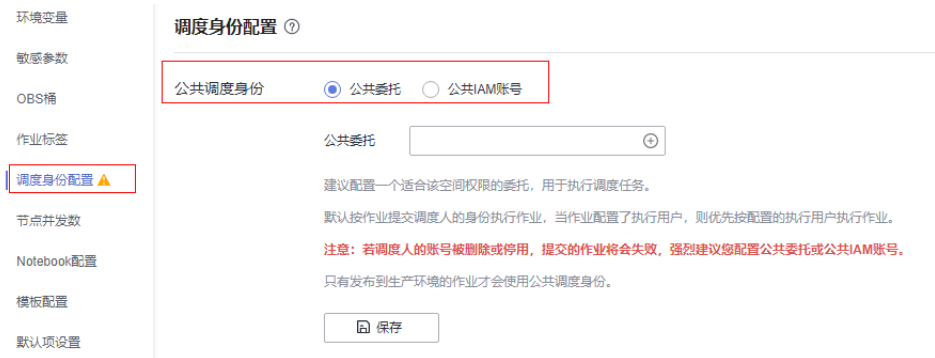 环境变量
敏感参数
OBS桶
作业标签
调度身份配置
节点并发数
Notebook配置
模板配置
默认项设置
调度身份配置
公共调度身份 公共委托 公共IAM账号
公共委托
建议配置一个适合该空间权限的委托，用于执行调度任务。
默认按作业提交调度人的身份执行作业，当作业配置了执行用户，则优先按配置的执行用户执行作业。
注意：若调度人的账号被删除或停用，提交的作业将会失败，强烈建议您配置公共委托或公共IAM账号。
只有发布到生产环境的作业才会使用公共调度身份。
保存